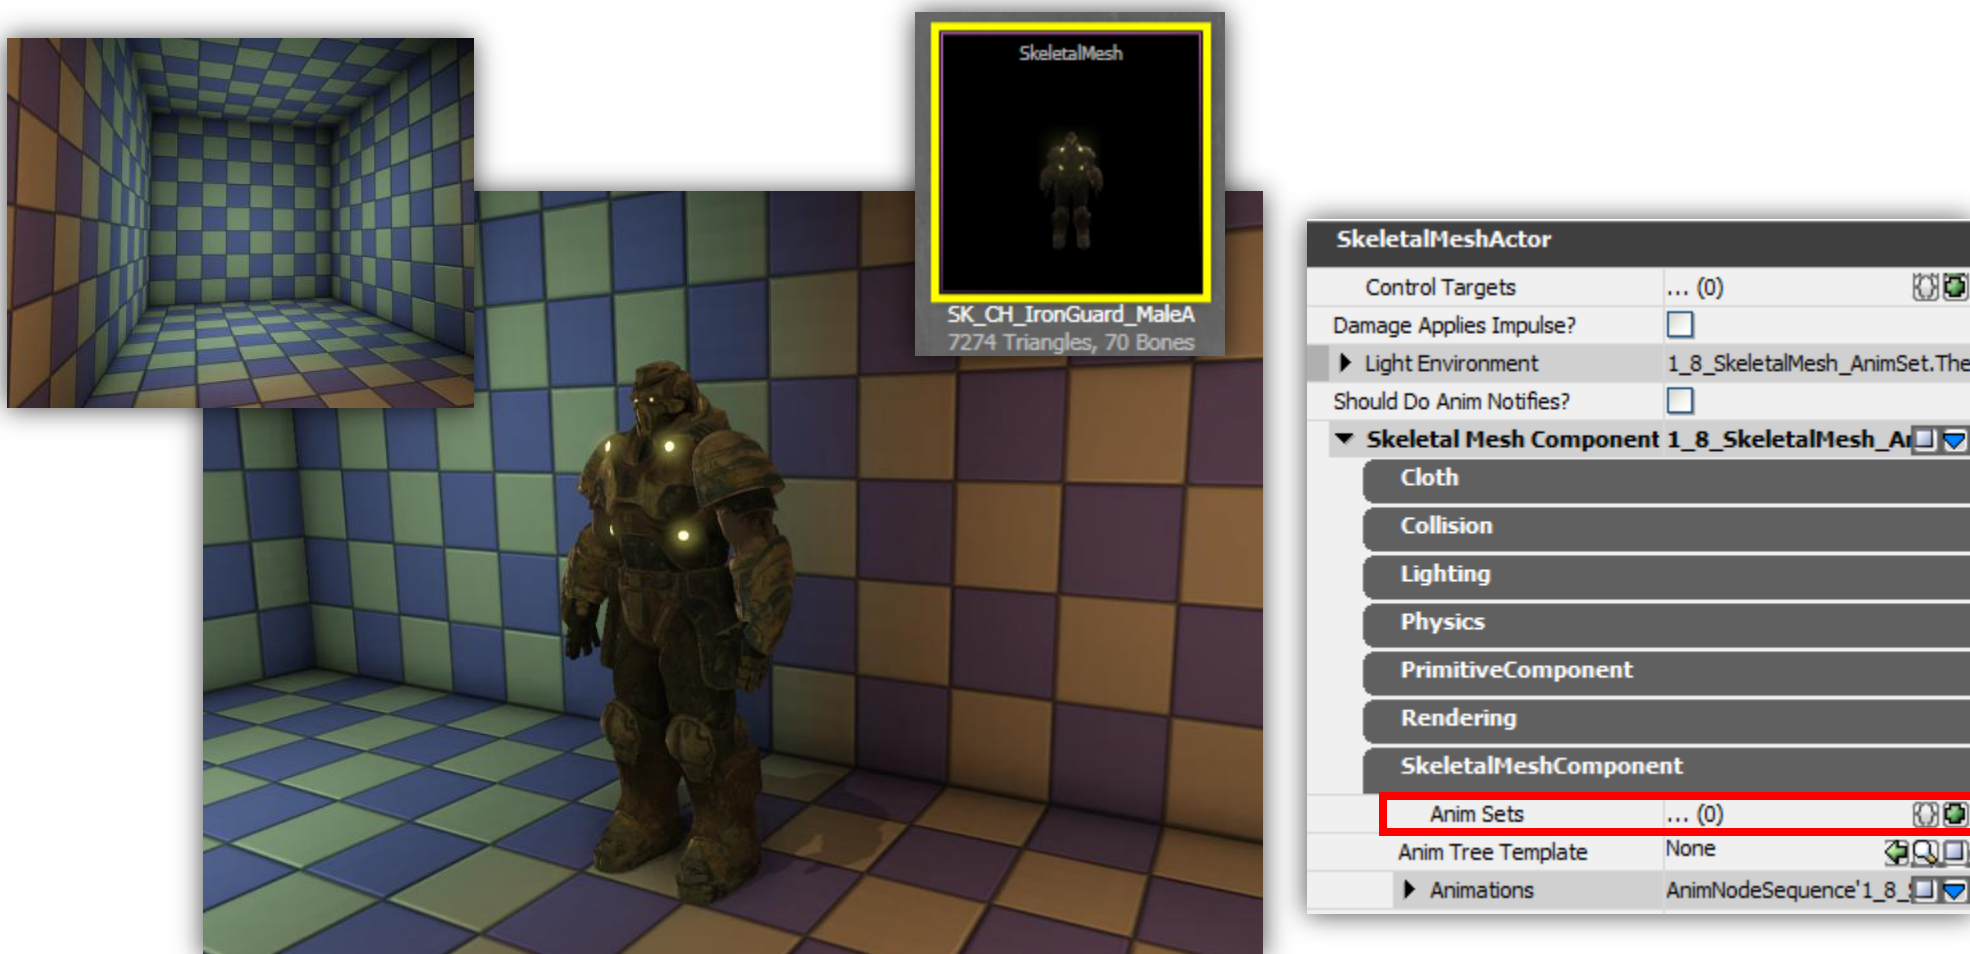 SkeletalMesh
SK_CH_IronGuard_MaleA
7274 Triangles, 70 Bones
SkeletalMeshActor
Control Targets ... (0)
Damage Applies Impulse?
Light Environment 1_8_SkeletalMesh_AnimSet.The
Should Do Anim Notifies?
Skeletal Mesh Component 1_8_SkeletalMesh_An
Cloth
Collision
Lighting
Physics
PrimitiveComponent
Rendering
SkeletalMeshComponent
Anim Sets ... (0)
Anim Tree Template None
Animations AnimNodeSequence'1_8_S